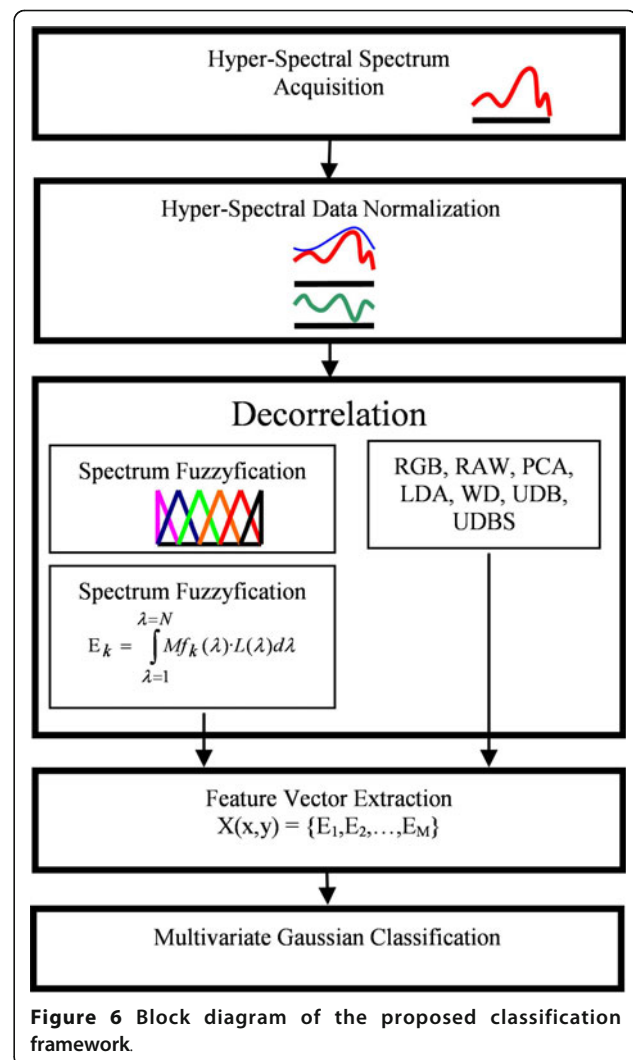 Hyper-Spectral Spectrum
Acquisition
Hyper-Spectral Data Normalization
Decorrelation
Spectrum Fuzzyfication
Spectrum Fuzzyfication
λ=N
E_k = ∫ Mf_k(λ)·L(λ)dλ
λ=1
RGB, RAW, PCA,
LDA, WD, UDB,
UDBS
Feature Vector Extraction
X(x,y) = {E₁,E₂,…,E_M}
Multivariate Gaussian Classification
Figure 6 Block diagram of the proposed classification
framework.